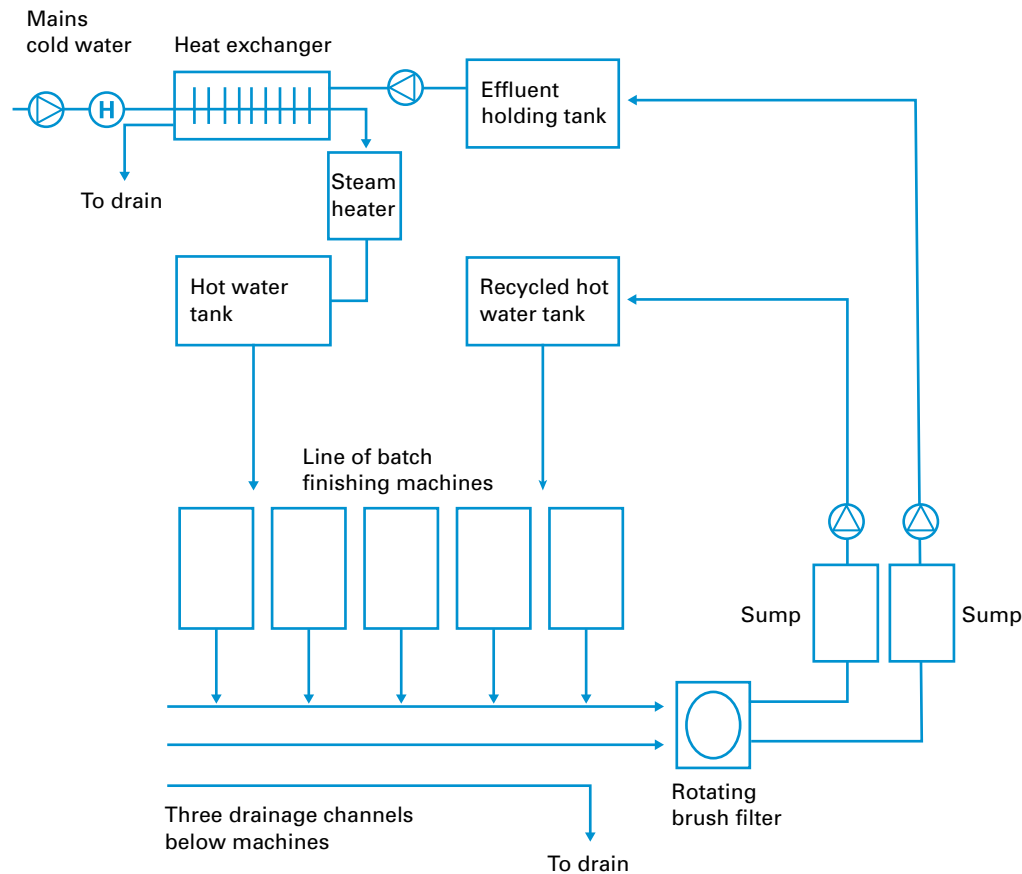 Mains
cold water
Heat exchanger
H
Effluent
holding tank
To drain
Steam
heater
Hot water
tank
Recycled hot
water tank
Line of batch
finishing machines
Sump
Sump
Rotating
brush filter
Three drainage channels
below machines
To drain